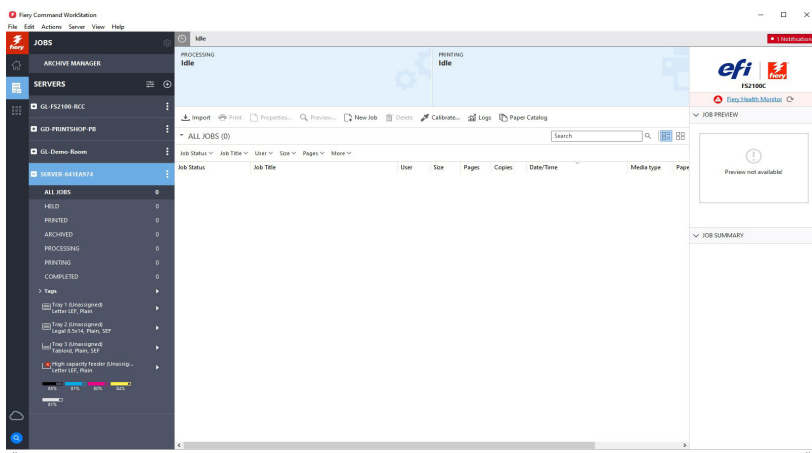 Fiery Command WorkStation
File Edit Actions Server View Help
fiery
JOBS
Idle
1 Notification
ARCHIVE MANAGER
PROCESSING
Idle
PRINTING
Idle
efi fiery
FS2100C
Fiery Health Monitor
SERVERS
GL-FS2100-RCC
GD-PRINTSHOP-PB
GL-Demo-Room
SERVER-641EA974
ALL JOBS 0
HELD 0
PRINTED 0
ARCHIVED 0
PROCESSING 0
PRINTING 0
COMPLETED 0
Tags
Tray 1 (Unassigned)
Letter LEF, Plain
Tray 2 (Unassigned)
Legal 8.5x14, Plain, SEF
Tray 3 (Unassigned)
Tabloid, Plain, SEF
High capacity feeder (Unassig...
Letter LEF, Plain
81%
Import Print Properties... Preview... New Job Delete Calibrate... Logs Paper Catalog
ALL JOBS (0)
Search
Job Status Job Title User Size Pages More
Job Status Job Title User Size Pages Copies Date/Time Media type Pape
JOB PREVIEW
Preview not available!
JOB SUMMARY